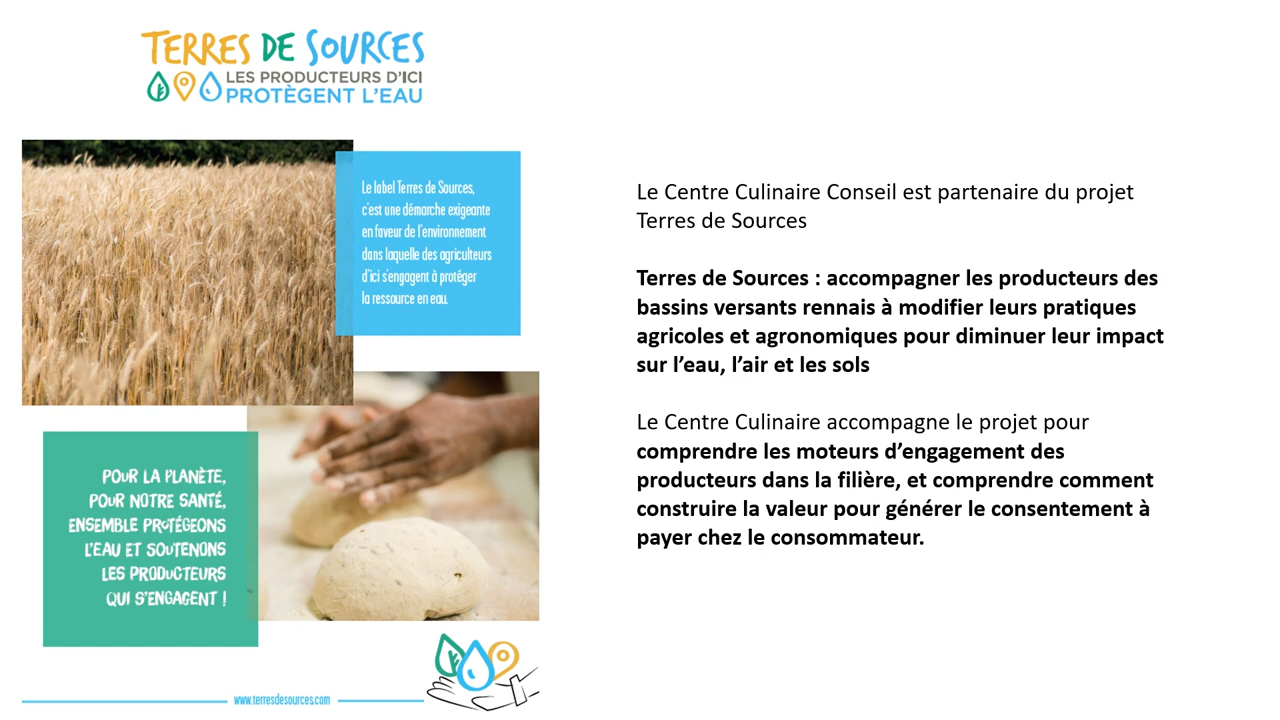 TERRES DE SOURCES
LES PRODUCTEURS D'ICI
PROTÈGENT L'EAU
Le label Terres de Sources,
c'est une démarche exigeante
en faveur de l'environnement
dans laquelle des agriculteurs
d'ici s'engagent à protéger
la ressource en eau.
POUR LA PLANÈTE,
POUR NOTRE SANTÉ,
ENSEMBLE PROTÉGEONS
L'EAU ET SOUTENONS
LES PRODUCTEURS
QUI S'ENGAGENT !
www.terresdesources.com
Le Centre Culinaire Conseil est partenaire du projet
Terres de Sources
Terres de Sources : accompagner les producteurs des
bassins versants rennais à modifier leurs pratiques
agricoles et agronomiques pour diminuer leur impact
sur l’eau, l’air et les sols
Le Centre Culinaire accompagne le projet pour
comprendre les moteurs d’engagement des
producteurs dans la filière, et comprendre comment
construire la valeur pour générer le consentement à
payer chez le consommateur.